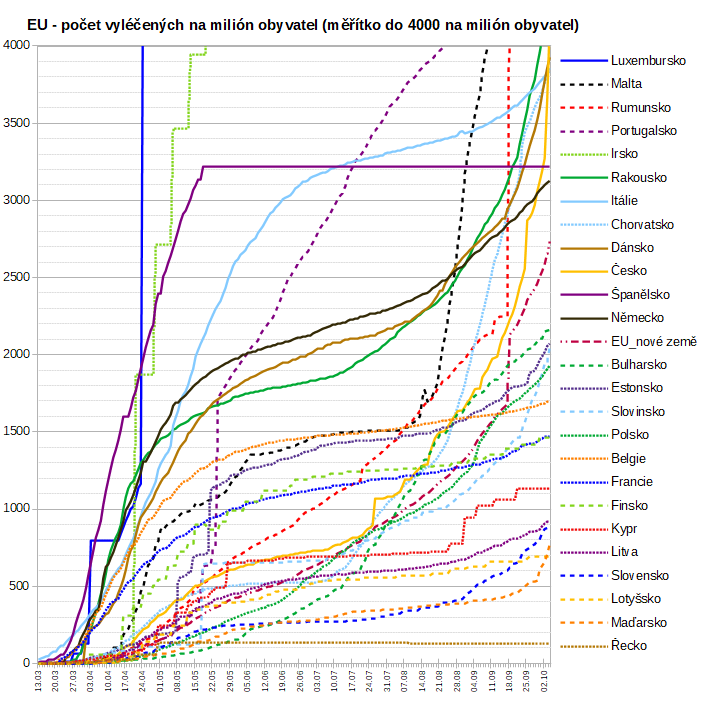 EU - počet vyléčených na milión obyvatel (měřítko do 4000 na milión obyvatel)
4000
3500
3000
2500
2000
1500
1000
500
0
13.03
20.03
27.03
03.04
10.04
17.04
24.04
01.05
08.05
15.05
22.05
29.05
05.06
12.06
19.06
26.06
03.07
10.07
17.07
24.07
31.07
07.08
14.08
21.08
28.08
04.09
11.09
18.09
25.09
02.10
Luxembursko
Malta
Rumunsko
Portugalsko
Irsko
Rakousko
Itálie
Chorvatsko
Dánsko
Česko
Španělsko
Německo
EU_nové země
Bulharsko
Estonsko
Slovinsko
Polsko
Belgie
Francie
Finsko
Kypr
Litva
Slovensko
Lotyšsko
Maďarsko
Řecko